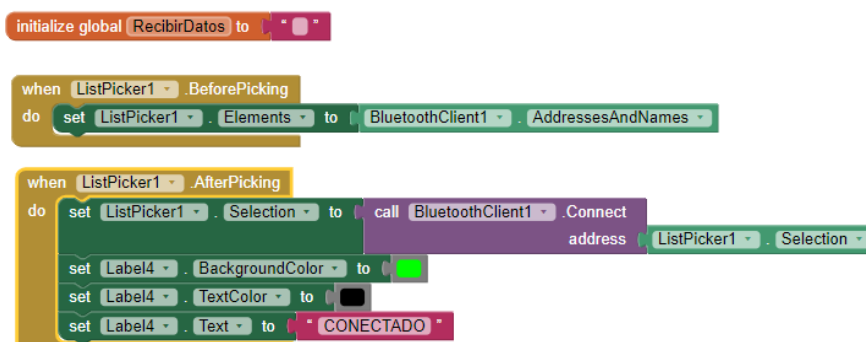 initialize global RecibirDatos to " "
when ListPicker1 .BeforePicking
do set ListPicker1 . Elements to BluetoothClient1 . AddressesAndNames
when ListPicker1 .AfterPicking
do set ListPicker1 . Selection to call BluetoothClient1 .Connect
address ListPicker1 . Selection
set Label4 . BackgroundColor to
set Label4 . TextColor to
set Label4 . Text to " CONECTADO "